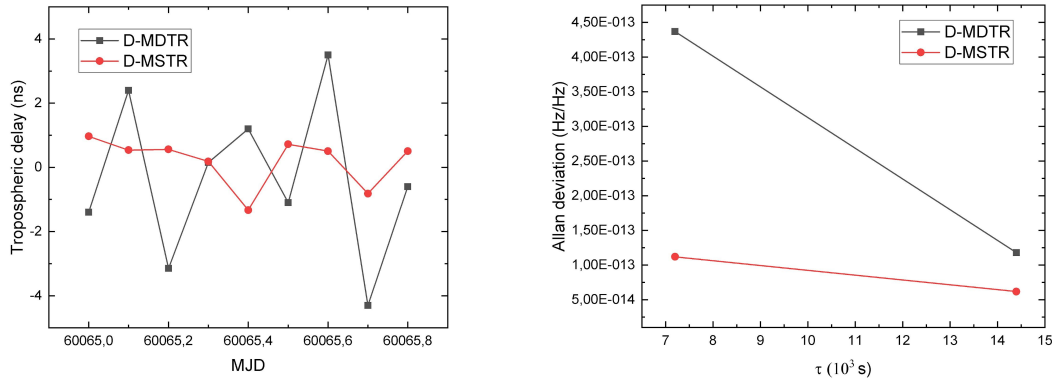 Tropospheric delay (ns)
4
2
0
-2
-4
D-MDTR
D-MSTR
60065,0
60065,2
60065,4
60065,6
60065,8
MJD
Allan deviation (Hz/Hz)
4,50E-013
4,00E-013
3,50E-013
3,00E-013
2,50E-013
2,00E-013
1,50E-013
1,00E-013
5,00E-014
D-MDTR
D-MSTR
7 8 9 10 11 12 13 14 15
τ (10³ s)